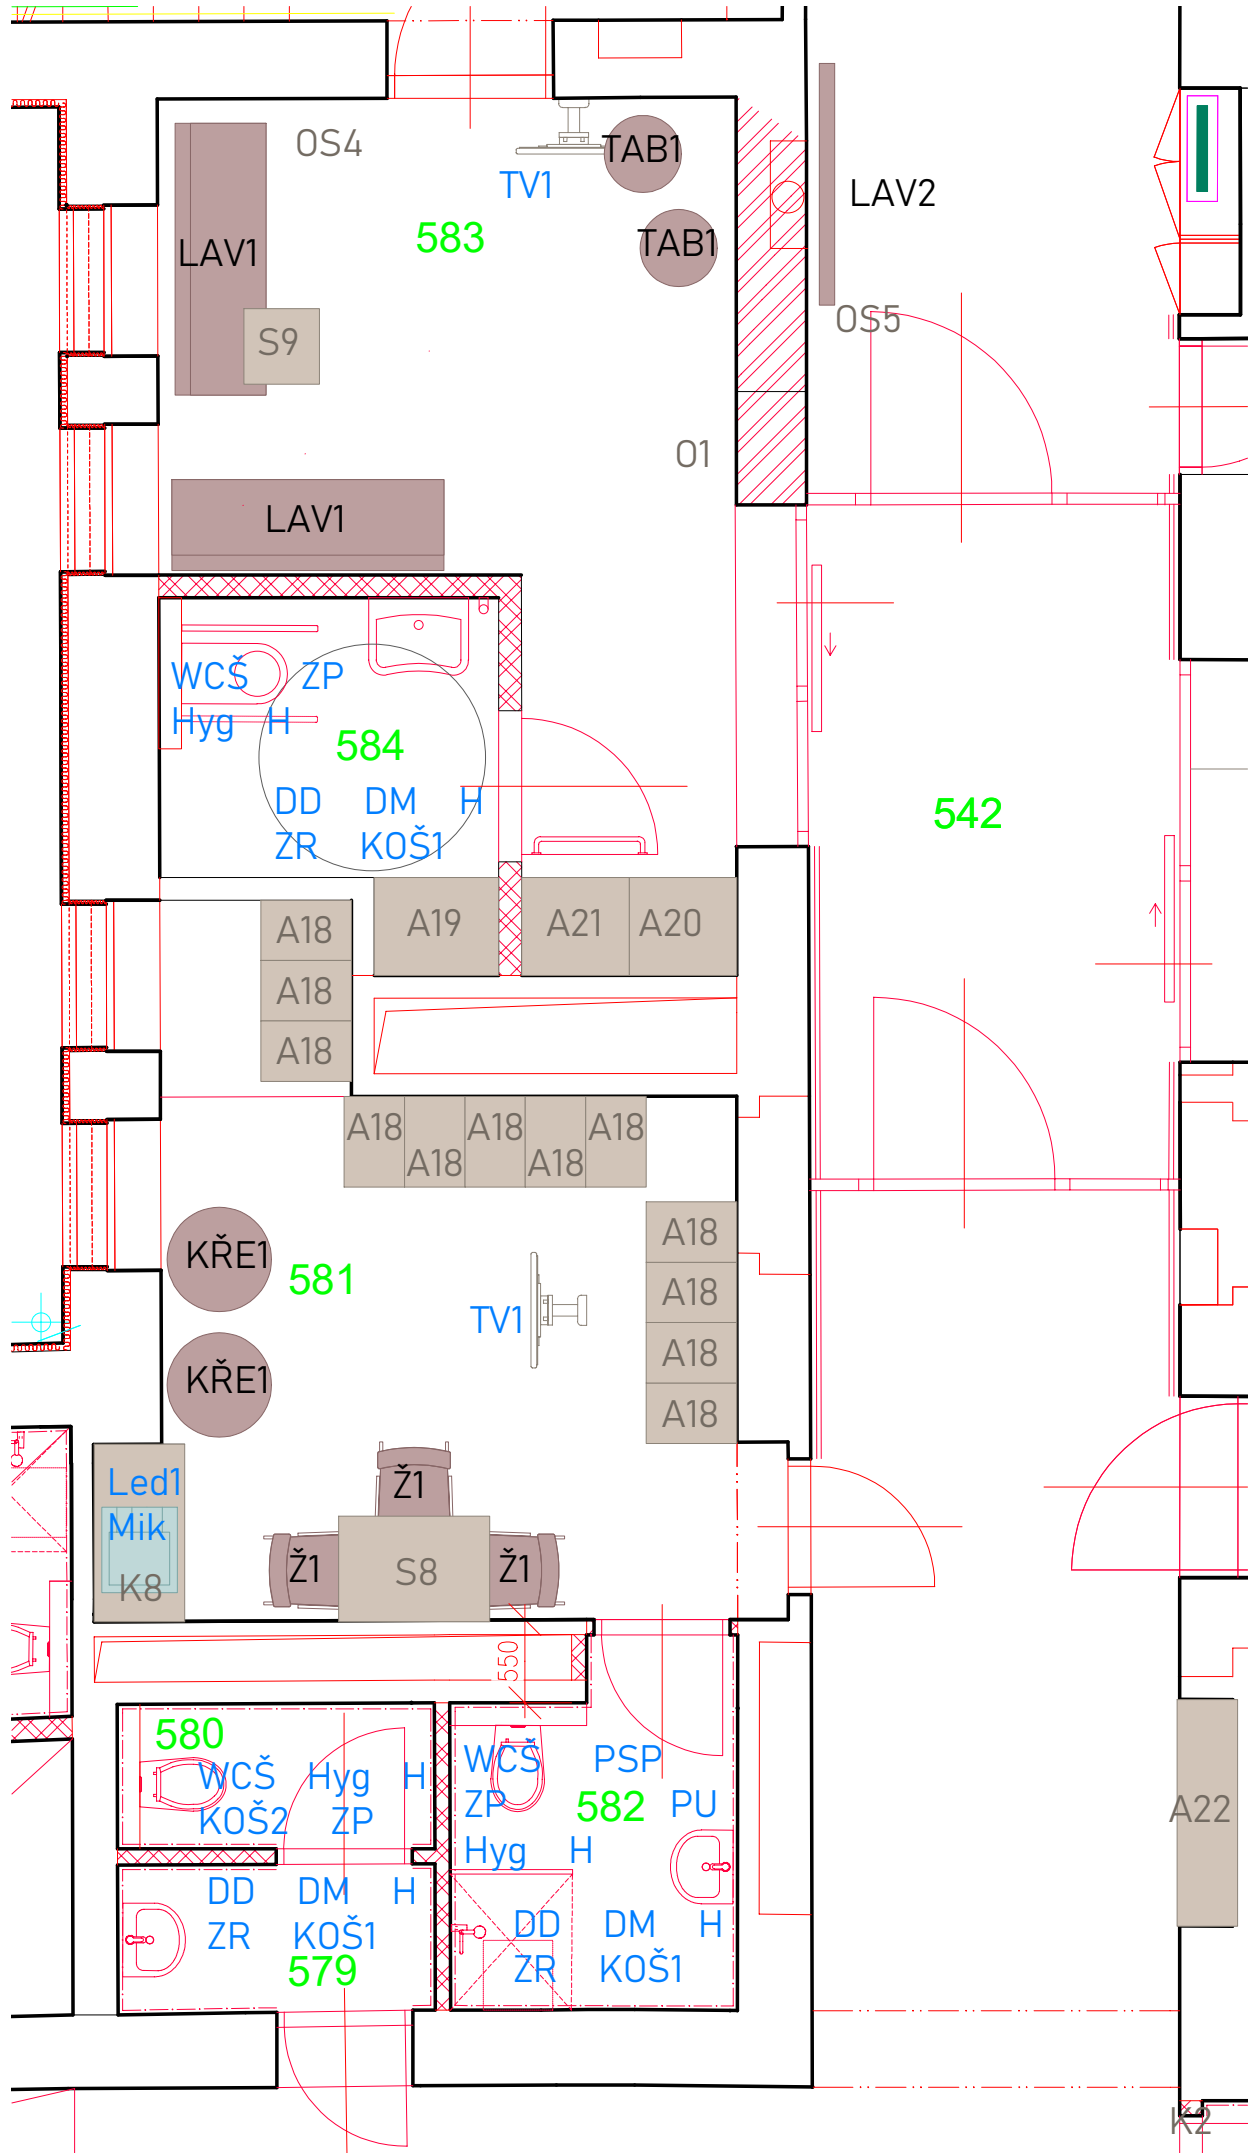 OS4
TAB1
TV1
LAV2
583
TAB1
LAV1
OS5
S9
O1
LAV1
WCŠ ZP
Hyg H
584
DD DM H
ZR KOŠ1
542
A18
A19
A21
A20
A18
A18
A18
A18
A18
A18
A18
A18
KŘE1
581
A18
TV1
A18
KŘE1
A18
Led1
Mik
K8
Ž1
Ž1
S8
Ž1
550
580
WCŠ Hyg H
KOŠ2 ZP
WCŠ PSP
ZP 582 PU
Hyg H
A22
DD DM H
ZR KOŠ1
579
DD DM H
ZR KOŠ1
K2